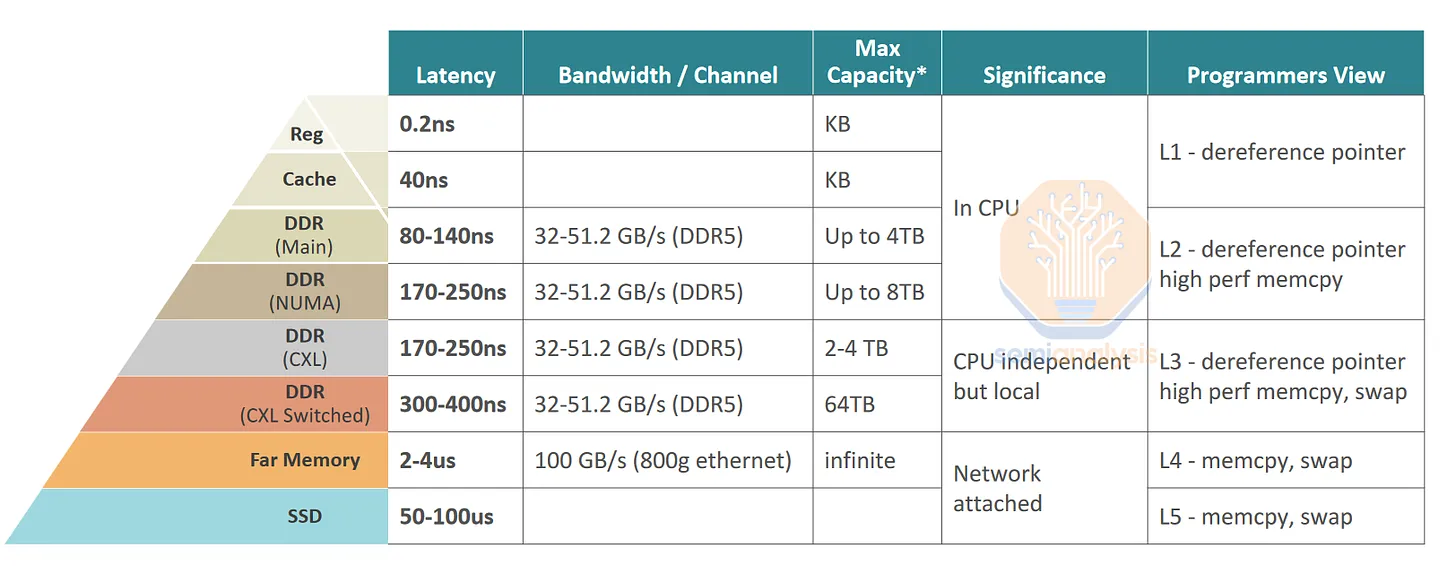 Latency
Bandwidth / Channel
Max
Capacity*
Significance
Programmers View
Reg
0.2ns
KB
Cache
40ns
KB
L1 - dereference pointer
DDR
(Main)
80-140ns
32-51.2 GB/s (DDR5)
Up to 4TB
In CPU
DDR
(NUMA)
170-250ns
32-51.2 GB/s (DDR5)
Up to 8TB
L2 - dereference pointer
high perf memcpy
DDR
(CXL)
170-250ns
32-51.2 GB/s (DDR5)
2-4 TB
DDR
(CXL Switched)
300-400ns
32-51.2 GB/s (DDR5)
64TB
CPU independent
but local
L3 - dereference pointer
high perf memcpy, swap
Far Memory
2-4us
100 GB/s (800g ethernet)
infinite
L4 - memcpy, swap
SSD
50-100us
Network
attached
L5 - memcpy, swap
semianalysis